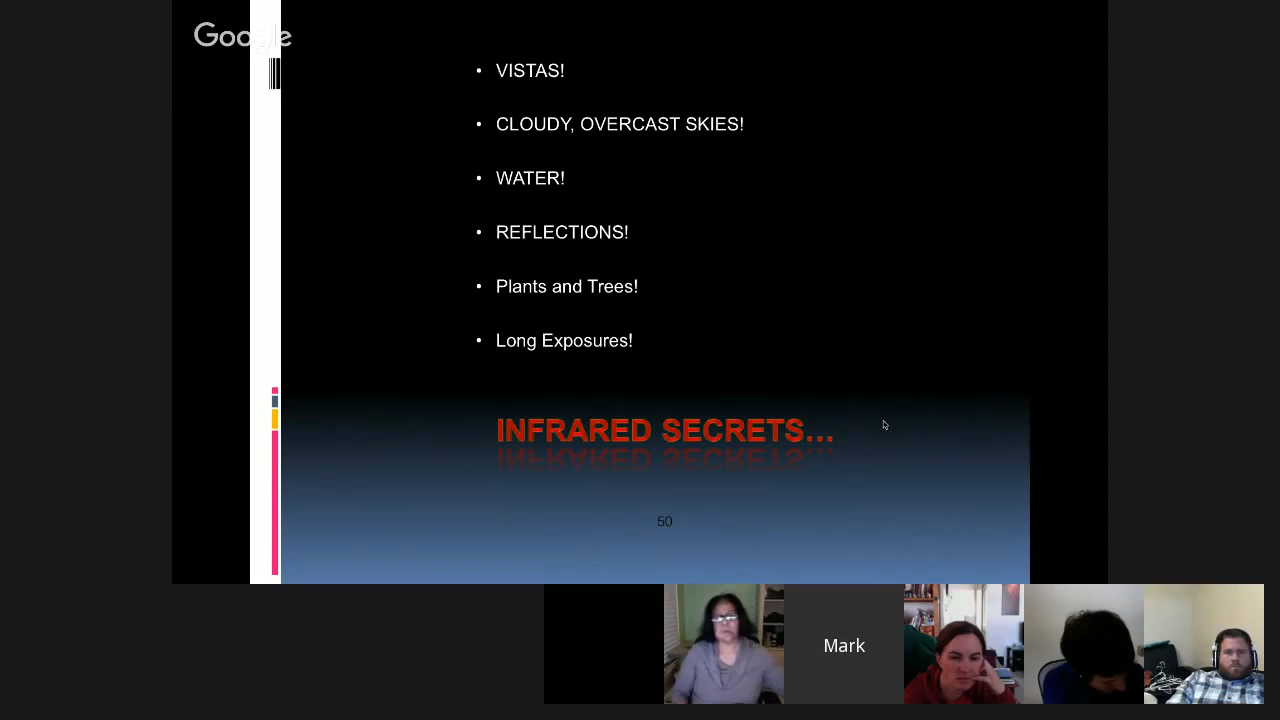 Google
• VISTAS!
• CLOUDY, OVERCAST SKIES!
• WATER!
• REFLECTIONS!
• Plants and Trees!
• Long Exposures!
INFRARED SECRETS...
50
Mark